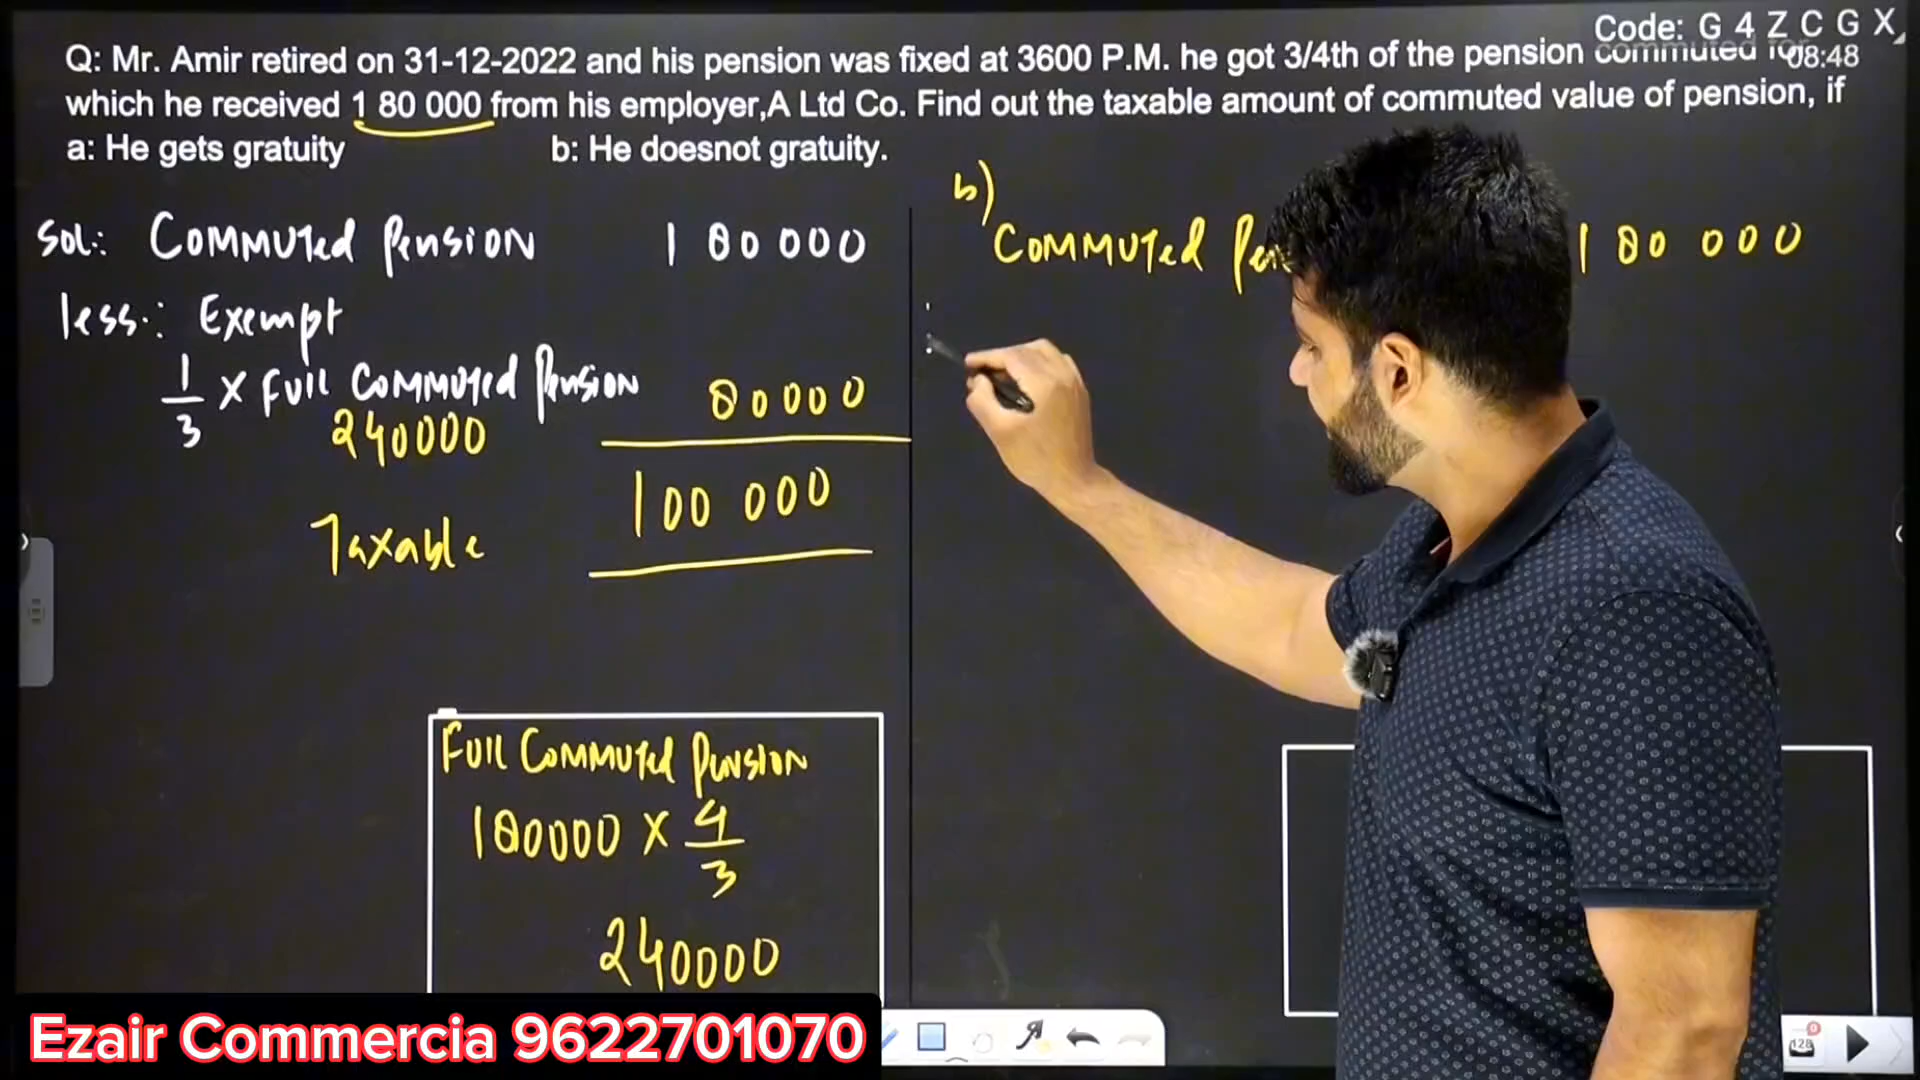 Code: G 4 Z C G X
08:48
Q: Mr. Amir retired on 31-12-2022 and his pension was fixed at 3600 P.M. he got 3/4th of the pension commuted for
which he received 1 80 000 from his employer,A Ltd Co. Find out the taxable amount of commuted value of pension, if
a: He gets gratuity b: He doesnot gratuity.
Sol: Commuted Pension 1 80 000
less: Exempt
1/3 × Full Commuted Pension 80000
240000
Taxable 100 000
Full Commuted Pension
180000 × 4/3
240000
b)
Commuted 1 80 000
Ezair Commercia 9622701070
0
128